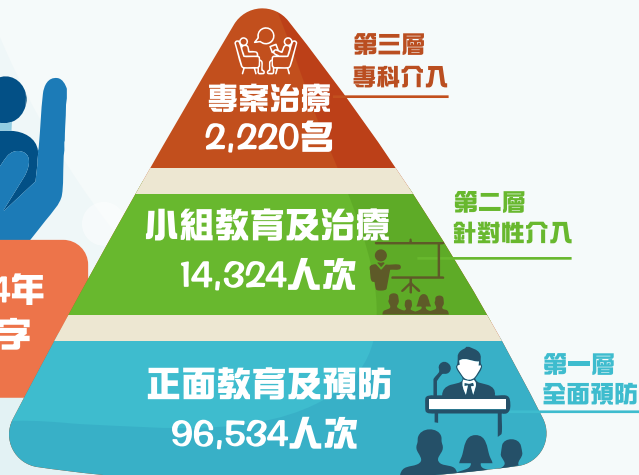 第三層
專科介入
專案治療
2,220名
第二層
針對性介入
小組教育及治療
14,324人次
4年
字
第一層
全面預防
正面教育及預防
96,534人次